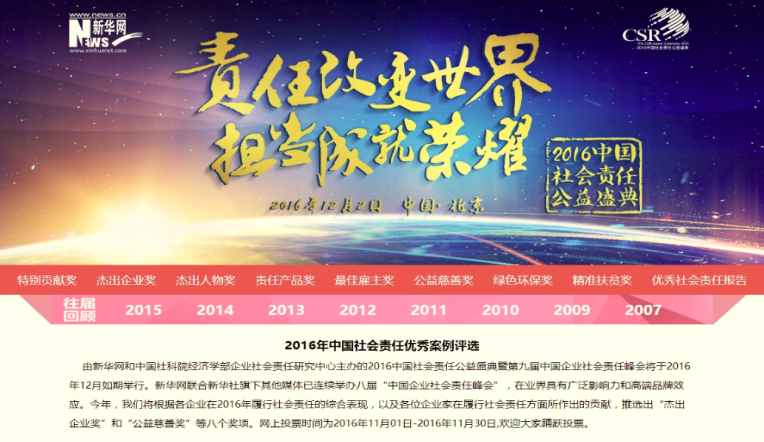 www.news.cn
新华网
NEWS
www.xinhuanet.com
CSR
2016中国社会责任公益盛典
责任改变世界
担当成就荣耀
2016中国
社会责任
公益盛典
2016年12月2日 中国·北京
特别贡献奖 杰出企业奖 杰出人物奖 责任产品奖 最佳雇主奖 公益慈善奖 绿色环保奖 精准扶贫奖 优秀社会责任报告
往届
回顾
2015 2014 2013 2012 2011 2010 2009 2007
2016年中国社会责任优秀案例评选
由新华网和中国社科院经济学部企业社会责任研究中心主办的2016中国社会责任公益盛典暨第九届中国企业社会责任峰会将于2016
年12月如期举行。新华网联合新华社旗下其他媒体已连续举办八届“中国企业社会责任峰会”，在业界具有广泛影响力和高端品牌效
应。今年，我们将根据各企业在2016年履行社会责任的综合表现，以及各位企业家在履行社会责任方面所作出的贡献，推选出“杰出
企业奖”和“公益慈善奖”等八个奖项。网上投票时间为2016年11月01日-2016年11月30日,欢迎大家踊跃投票。